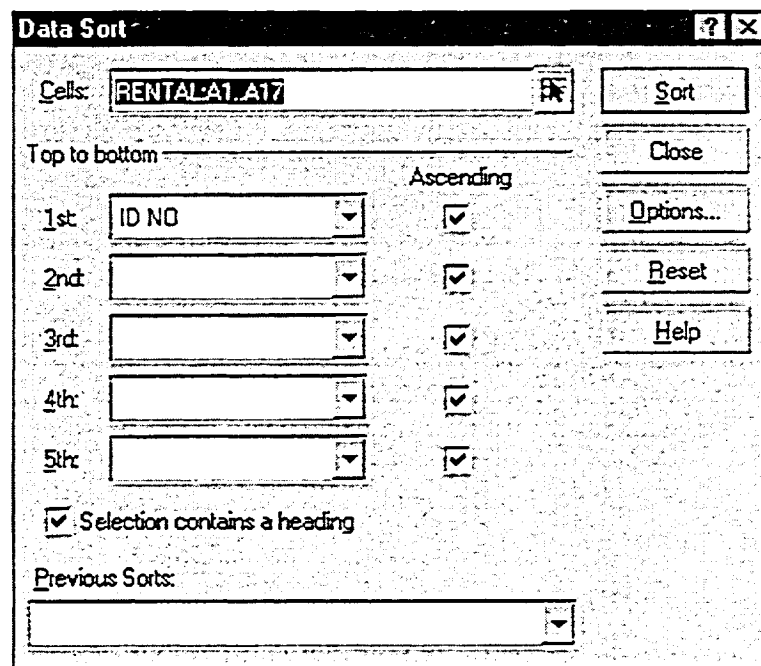 Data Sort
Cells: RENTAL:A1..A17
Sort
Top to bottom
Close
Ascending
1st: ID NO
Options...
2nd:
Reset
3rd:
Help
4th:
5th:
Selection contains a heading
Previous Sorts: